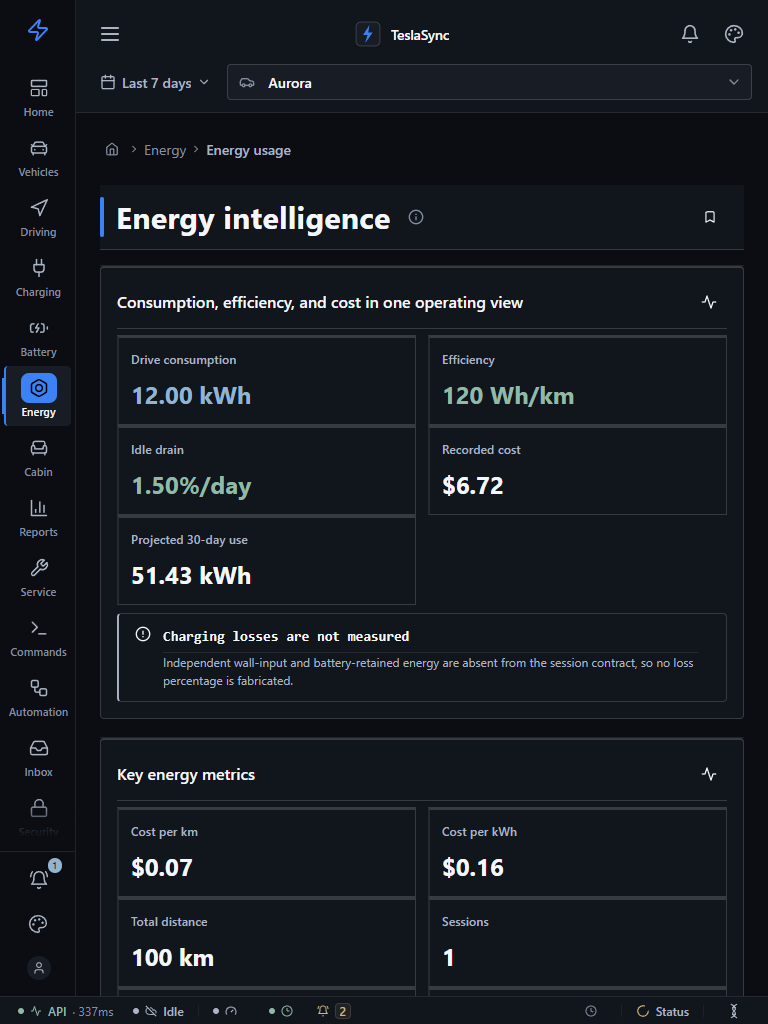 TeslaSync
Last 7 days
Aurora
Home
Vehicles
Driving
Charging
Battery
Energy
Cabin
Reports
Service
Commands
Automation
Inbox
Security
1
Energy
Energy usage
Energy intelligence
Consumption, efficiency, and cost in one operating view
Drive consumption
12.00 kWh
Efficiency
120 Wh/km
Idle drain
1.50%/day
Recorded cost
$6.72
Projected 30-day use
51.43 kWh
Charging losses are not measured
Independent wall-input and battery-retained energy are absent from the session contract, so no loss
percentage is fabricated.
Key energy metrics
Cost per km
$0.07
Cost per kWh
$0.16
Total distance
100 km
Sessions
1
API · 337ms
Idle
2
Status